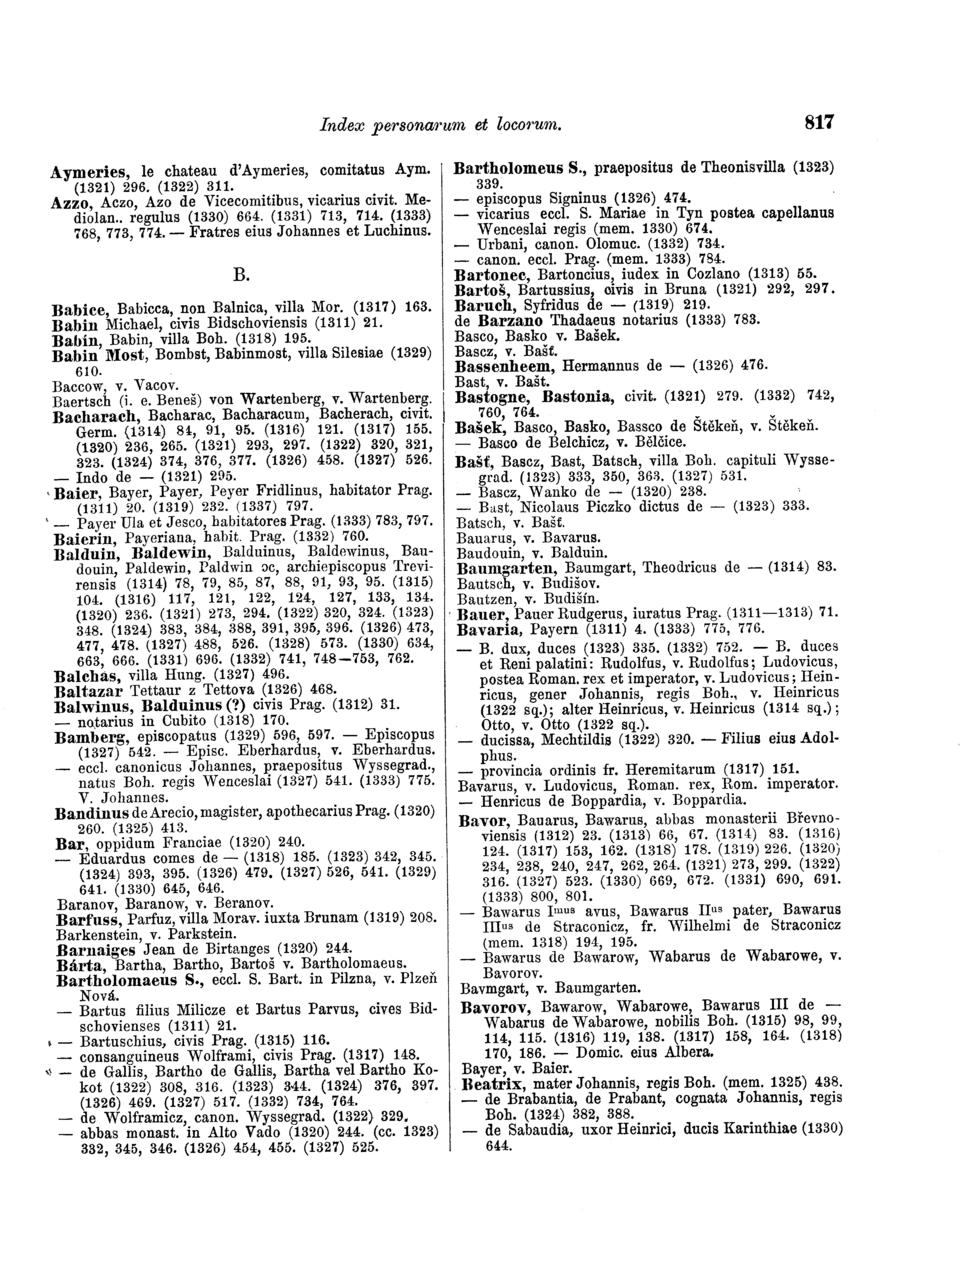 Index personarum et locorum. 817
Aymeries, le chateau d'Aymeries, comitatus Aym.
(1321) 296. (1322) 311.
Azzo, Aczo, Azo de Vicecomitibus, vicarius civit. Me-
diolan.. regulus (1330) 664. (1331) 713, 714. (1333)
768, 773, 774. — Fratres eius Johannes et Luchinus.
B.
Babice, Babicca, non Balnica, villa Mor. (1317) 163.
Babin Michael, civis Bidschoviensis (1311) 21.
Babín, Babin, villa Boh. (1318) 195.
Babin Most, Bombst, Babinmost, villa Silesiae (1329)
610.
Baccow, v. Vacov.
Baertsch (i. e. Beneš) von Wartenberg, v. Wartenberg.
Bacharach, Bacharac, Bacharacum, Bacherach, civit.
Germ. (1314) 84, 91, 95. (1316) 121. (1317) 155.
(1320) 236, 265. (1321) 293, 297. (1322) 320, 321,
323. (1324) 374, 376, 377. (1326) 458. (1327) 526.
— Indo de — (1321) 295.
Baier, Bayer, Payer, Peyer Fridlinus, habitator Prag.
(1311) 20. (1319) 232. (1337) 797.
— Payer Ula et Jesco, habitatores Prag. (1333) 783, 797.
Baierin, Payeriana, habit. Prag. (1332) 760.
Balduin, Baldewin, Balduinus, Baldewinus, Bau-
douin, Paldewin, Paldwin oc, archiepiscopus Trevi-
rensis (1314) 78, 79, 85, 87, 88, 91, 93, 95. (1315)
104. (1316) 117, 121, 122, 124, 127, 133, 134.
(1320) 236. (1321) 273, 294. (1322) 320, 324. (1323)
348. (1324) 383, 384, 388, 391, 395, 396. (1326) 473,
477, 478. (1327) 488, 526. (1328) 573. (1330) 634,
663, 666. (1331) 696. (1332) 741, 748—753, 762.
Balchás, villa Hung. (1327) 496.
Baltazar Tettaur z Tettova (1326) 468.
Balwinus, Balduinus (?) civis Prag. (1312) 31.
— notarius in Cubito (1318) 170.
Bamberg, episcopatus (1329) 596, 597. — Episcopus
(1327) 542. — Episc. Eberhardus, v. Eberhardus.
— eccl. canonicus Johannes, praepositus Wyssegrad.,
natus Boh. regis Wenceslai (1327) 541. (1333) 775.
V. Johannes.
Bandinus de Arecio, magister, apothecarius Prag. (1320)
260. (1325) 413.
Bar, oppidum Franciae (1320) 240.
— Eduardus comes de — (1318) 185. (1323) 342, 345.
(1324) 393, 395. (1326) 479. (1327) 526, 541. (1329)
641. (1330) 645, 646.
Baranov, Baranow, v. Beranov.
Barfuss, Parfuz, villa Morav. iuxta Brunam (1319) 208.
Barkenstein, v. Parkstein.
Barnaiges Jean de Birtanges (1320) 244.
Bárta, Bartha, Bartho, Bartoš v. Bartholomaeus.
Bartholomaeus S., eccl. S. Bart. in Pilzna, v. Plzeň
Nová.
— Bartus filius Milicze et Bartus Parvus, cives Bid-
schovienses (1311) 21.
— Bartuschius, civis Prag. (1315) 116.
— consanguineus Wolframi, civis Prag. (1317) 148.
— de Gallis, Bartho de Gallis, Bartha vel Bartho Ko-
kot (1322) 308, 316. (1323) 344. (1324) 376, 397.
(1326) 469. (1327) 517. (1332) 734, 764.
— de Wolframicz, canon. Wyssegrad. (1322) 329.
— abbas monast. in Alto Vado (1320) 244. (cc. 1323)
332, 345, 346. (1326) 454, 455. (1327) 525.
Bartholomeus S., praepositus de Theonisvilla (1323)
339.
— episcopus Signinus (1326) 474.
— vicarius eccl. S. Mariae in Tyn postea capellanus
Wenceslai regis (mem. 1330) 674.
— Urbani, canon. Olomuc. (1332) 734.
— canon. eccl. Prag. (mem. 1333) 784.
Bartonec, Bartoncius, iudex in Cozlano (1313) 55.
Bartoš, Bartussius, civis in Bruna (1321) 292, 297.
Baruch, Syfridus de — (1319) 219.
de Barzano Thadaeus notarius (1333) 783.
Basco, Basko v. Bašek.
Bascz, v. Bašť.
Bassenheem, Hermannus de — (1326) 476.
Bast, v. Bašt.
Bastogne, Bastonia, civit. (1321) 279. (1332) 742,
760, 764.
Bašek, Basco, Basko, Bassco de Štěkeň, v. Štěkeň.
— Basco de Belchicz, v. Bělčice.
Bašť, Bascz, Bast, Batsch, villa Boh. capituli Wysse-
grad. (1323) 333, 350, 363. (1327) 531.
— Bascz, Wanko de — (1320) 238.
— Bast, Nicolaus Piczko dictus de — (1323) 333.
Batsch, v. Bašť.
Bauarus, v. Bavarus.
Baudouin, v. Balduin.
Baumgarten, Baumgart, Theodricus de — (1314) 83.
Bautsch, v. Budišov.
Bautzen, v. Budišín.
Bauer, Pauer Rudgerus, iuratus Prag. (1311—1313) 71.
Bavaria, Payern (1311) 4. (1333) 775, 776.
— B. dux, duces (1323) 335. (1332) 752. — B. duces
et Reni palatini: Rudolfus, v. Rudolfus; Ludovicus,
postea Roman. rex et imperator, v. Ludovicus; Hein-
ricus, gener Johannis, regis Boh., v. Heinricus
(1322 sq.); alter Heinricus, v. Heinricus (1314 sq.);
Otto, v. Otto (1322 sq.).
— ducissa, Mechtildis (1322) 320. — Filius eius Adol-
phus.
— provincia ordinis fr. Heremitarum (1317) 151.
Bavarus, v. Ludovicus, Roman. rex, Rom. imperator.
— Henricus de Boppardia, v. Boppardia.
Bavor, Bauarus, Bawarus, abbas monasterii Břevno-
viensis (1312) 23. (1313) 66, 67. (1314) 83. (1316)
124. (1317) 153, 162. (1318) 178. (1319) 226. (1320)
234, 238, 240, 247, 262, 264. (1321) 273, 299. (1322)
316. (1327) 523. (1330) 669, 672. (1331) 690, 691.
(1333) 800, 801.
— Bawarus Imus avus, Bawarus IIus pater, Bawarus
IIIus de Straconicz, fr. Wilhelmi de Straconicz
(mem. 1318) 194, 195.
— Bawarus de Bawarow, Wabarus de Wabarowe, v.
Bavorov.
Bavmgart, v. Baumgarten.
Bavorov, Bawarow, Wabarowe, Bawarus III de —
Wabarus de Wabarowe, nobilis Boh. (1315) 98, 99,
114, 115. (1316) 119, 138. (1317) 158, 164. (1318)
170, 186. — Domic. eius Albera.
Bayer, v. Baier.
Beatrix, mater Johannis, regis Boh. (mem. 1325) 438.
— de Brabantia, de Prabant, cognata Johannis, regis
Boh. (1324) 382, 388.
— de Sabaudia, uxor Heinrici, ducis Karinthiae (1330)
644.